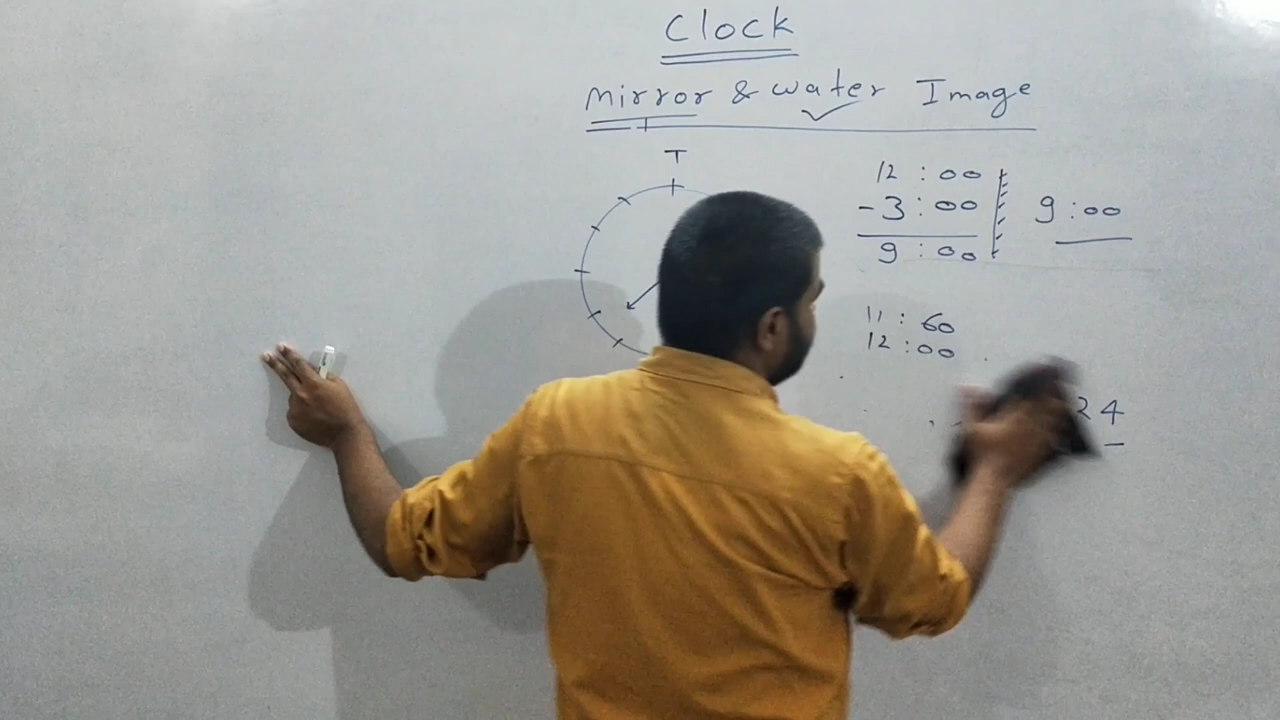 Clock
Mirror & water Image
T
12 : 00
- 3 : 00
9 : 00
9 : 00
11 : 60
12 : 00
24